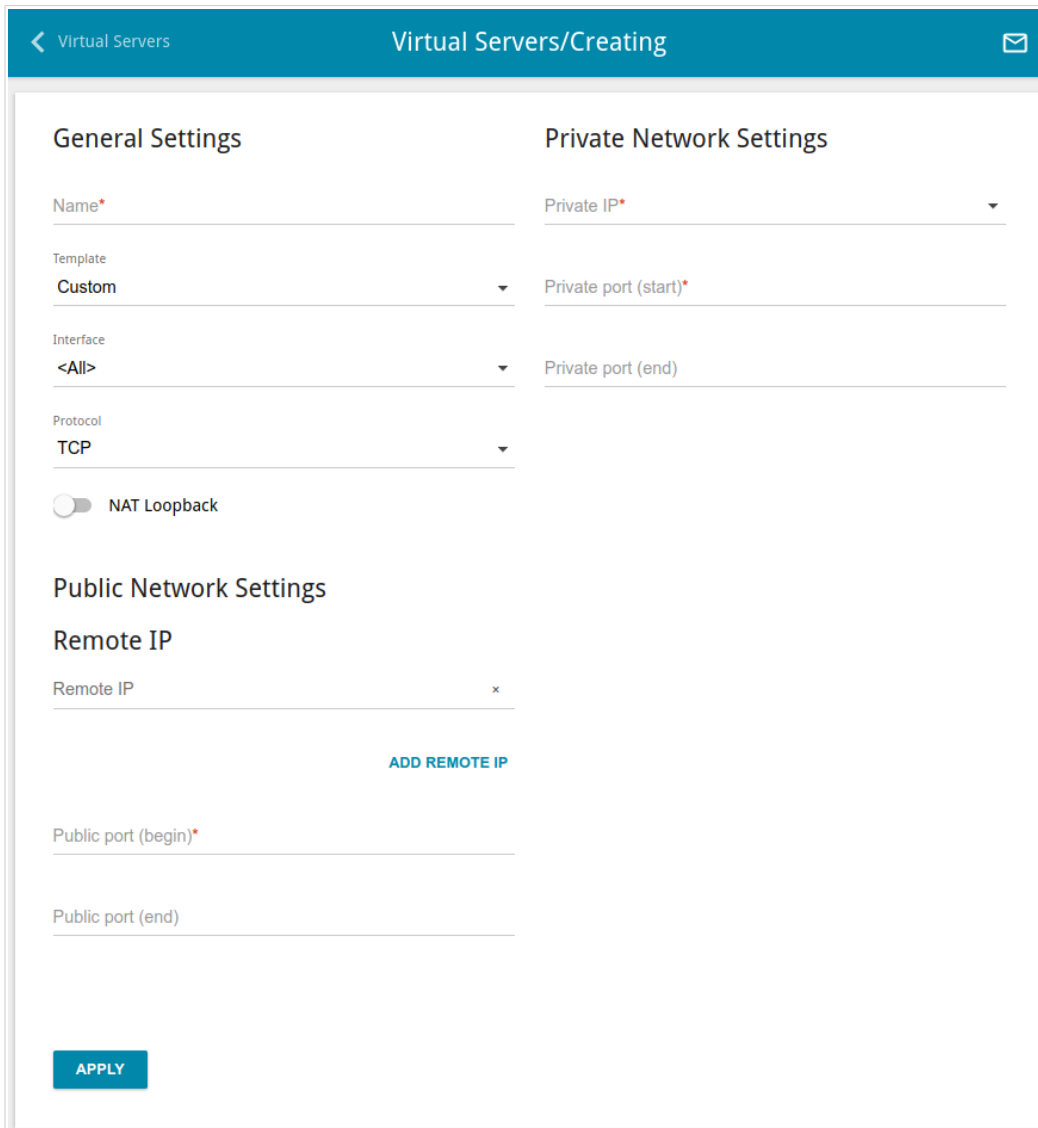 Virtual Servers
Virtual Servers/Creating
General Settings
Name*
Template
Custom
Interface
<All>
Protocol
TCP
NAT Loopback
Private Network Settings
Private IP*
Private port (start)*
Private port (end)
Public Network Settings
Remote IP
Remote IP
×
ADD REMOTE IP
Public port (begin)*
Public port (end)
APPLY